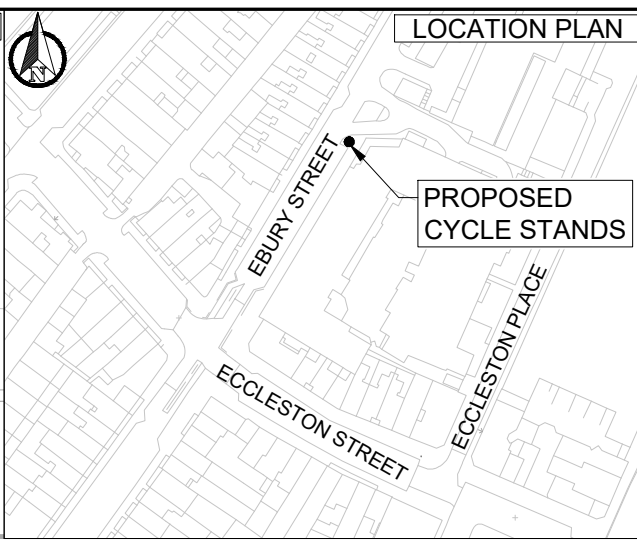 LOCATION PLAN
N
EBURY STREET
PROPOSED
CYCLE STANDS
ECCLESTON PLACE
ECCLESTON STREET